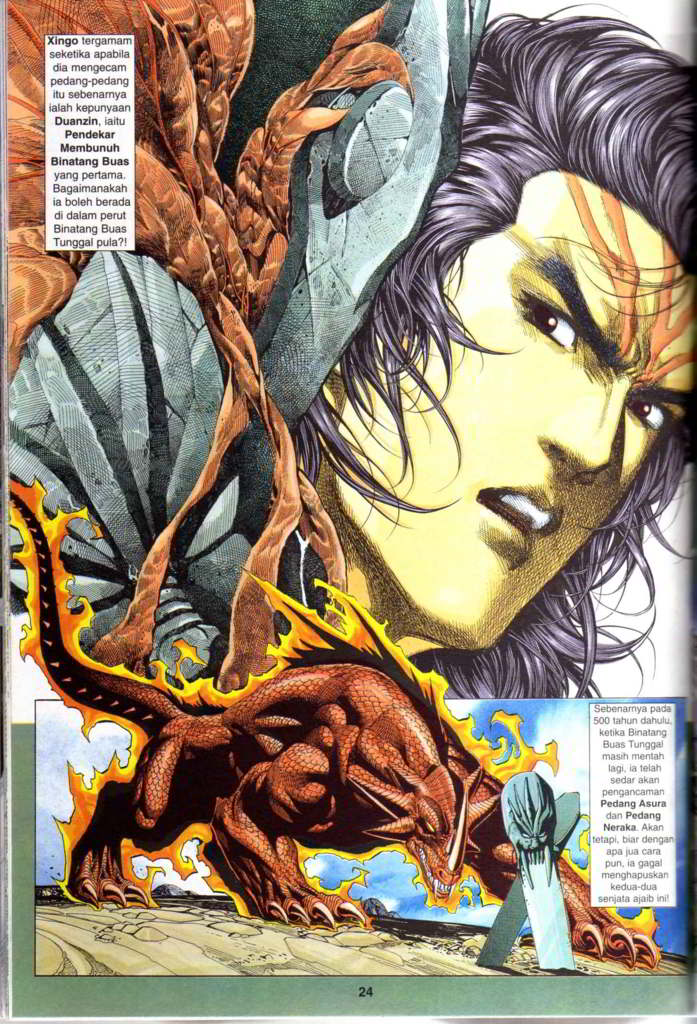 Xingo tergamam
seketika apabila
dia mengecam
pedang-pedang
itu sebenarnya
ialah kepunyaan
Duanzin, iaitu
Pendekar
Membunuh
Binatang Buas
yang pertama.
Bagaimanakah
ia boleh berada
di dalam perut
Binatang Buas
Tunggal pula?!
Sebenarnya pada
500 tahun dahulu,
ketika Binatang
Buas Tunggal
masih mentah
lagi, ia telah
sedar akan
pengancaman
Pedang Asura
dan Pedang
Neraka. Akan
tetapi, biar dengan
apa jua cara
pun, ia gagal
menghapuskan
kedua-dua
senjata ajaib ini!
24